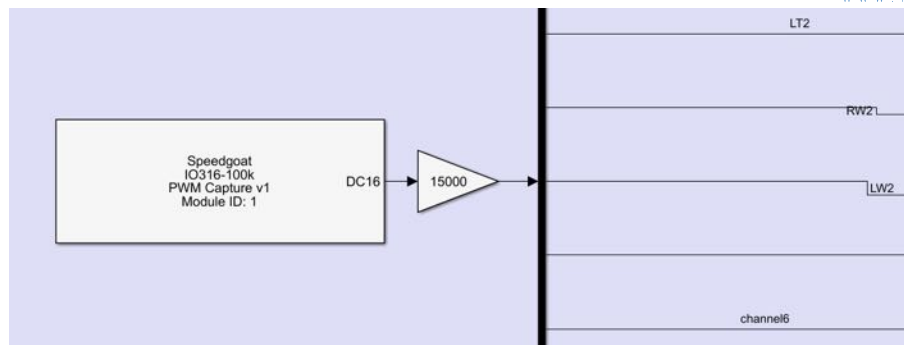 LT2
RW2
Speedgoat
IO316-100k
PWM Capture v1
Module ID: 1
DC16
15000
LW2
channel6